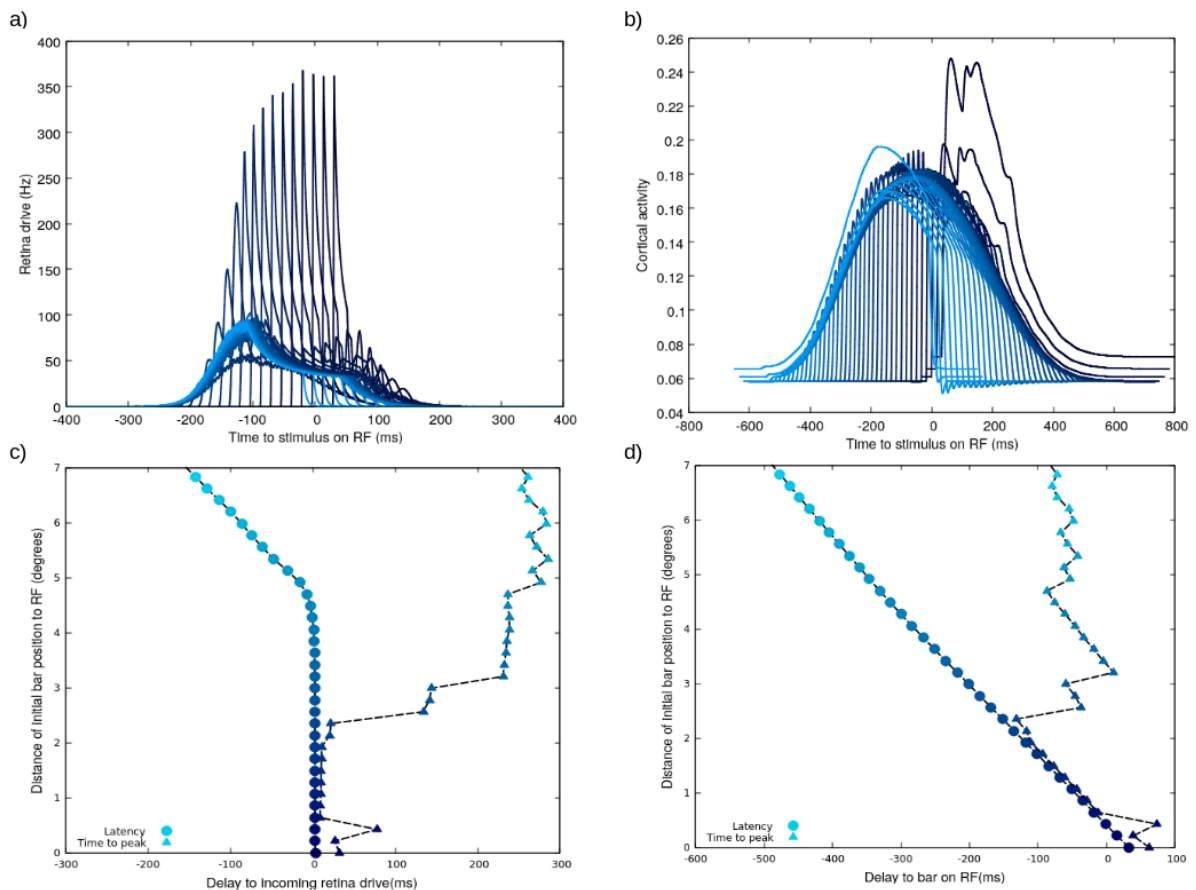 a)
400
350
300
250
200
150
100
50
0
Retina drive (Hz)
-400 -300 -200 -100 0 100 200 300 400
Time to stimulus on RF (ms)
b)
0.26
0.24
0.22
0.2
0.18
0.16
0.14
0.12
0.1
0.08
0.06
0.04
Cortical activity
-800 -600 -400 -200 0 200 400 600 800
Time to stimulus on RF (ms)
c)
7
6
5
4
3
2
1
0
Distance of initial bar position to RF (degrees)
Latency
Time to peak
-300 -200 -100 0 100 200 300
Delay to incoming retina drive(ms)
d)
7
6
5
4
3
2
1
0
Distance of initial bar position to RF (degrees)
Latency
Time to peak
-600 -500 -400 -300 -200 -100 0 100
Delay to bar on RF(ms)